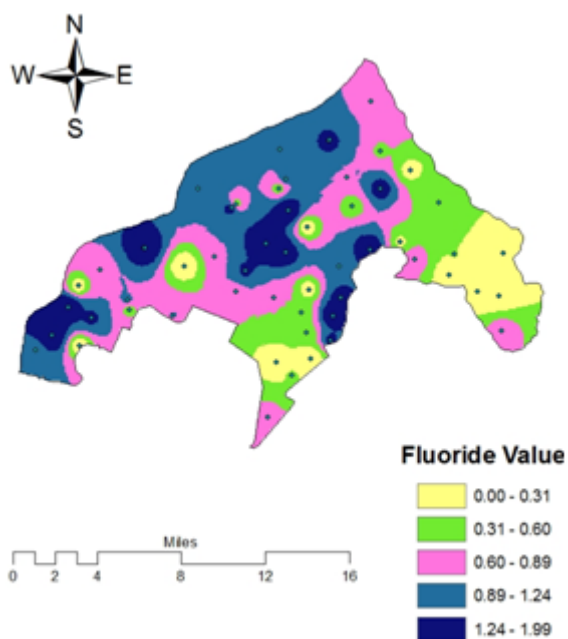 N
W E
S
Fluoride Value
0.00 - 0.31
0.31 - 0.60
0.60 - 0.89
0.89 - 1.24
1.24 - 1.99
Miles
0 2 4 8 12 16